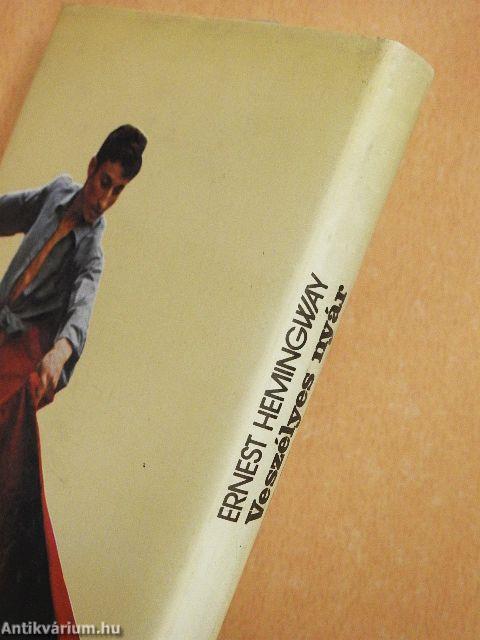 ERNEST HEMINGWAY
Veszélyes nyár
Antikvárium.hu